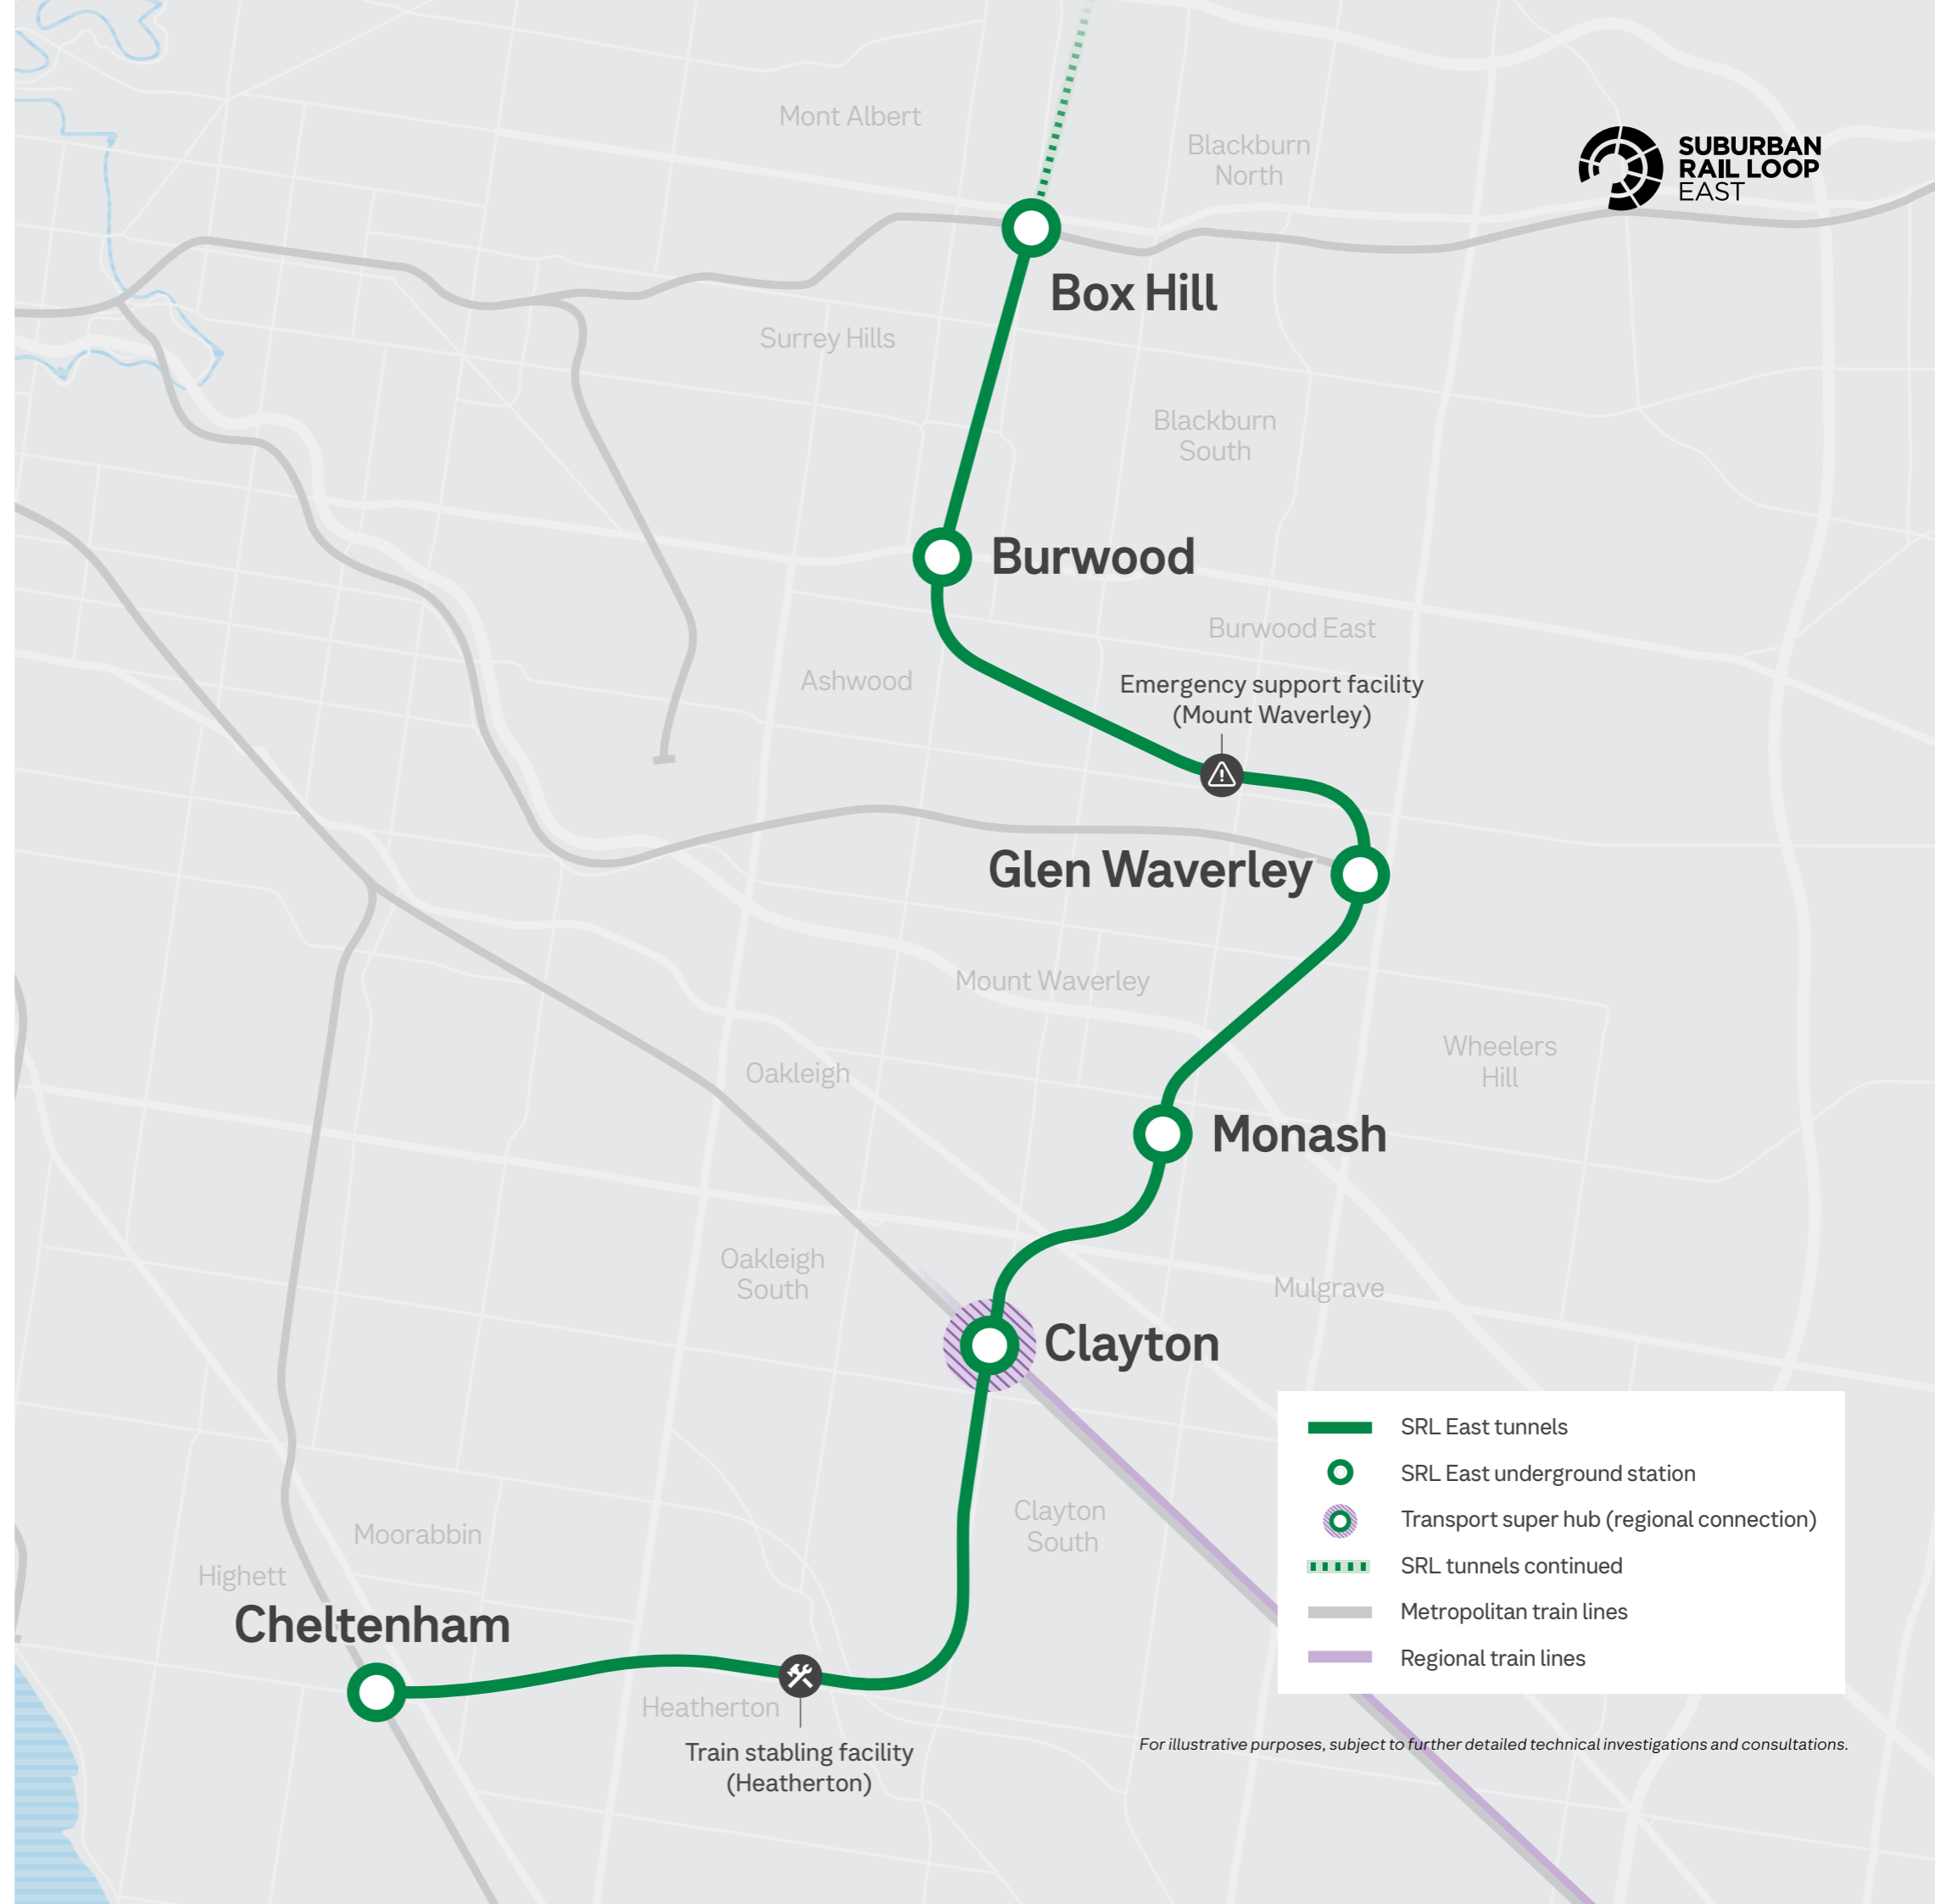 Mont Albert
Blackburn
North
SUBURBAN
RAIL LOOP
EAST
Box Hill
Surrey Hills
Blackburn
South
Burwood
Burwood East
Ashwood
Emergency support facility
(Mount Waverley)
Glen Waverley
Mount Waverley
Wheelers
Hill
Oakleigh
Monash
Oakleigh
South
Mulgrave
Clayton
SRL East tunnels
SRL East underground station
Transport super hub (regional connection)
SRL tunnels continued
Metropolitan train lines
Regional train lines
Clayton
South
Moorabbin
Highett
Cheltenham
Heatherton
Train stabling facility
(Heatherton)
For illustrative purposes, subject to further detailed technical investigations and consultations.